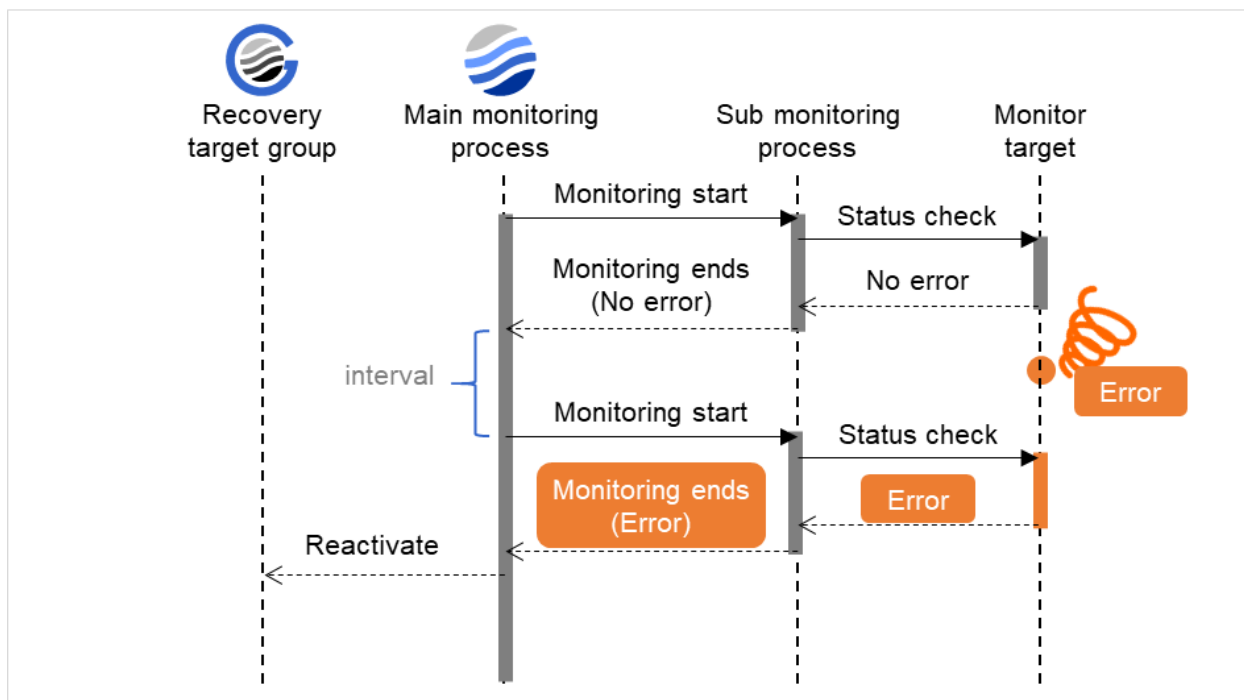 Recovery
target group
Main monitoring
process
Sub monitoring
process
Monitor
target
Monitoring start
Status check
Monitoring ends
(No error)
No error
interval
Error
Monitoring start
Status check
Monitoring ends
(Error)
Error
Reactivate